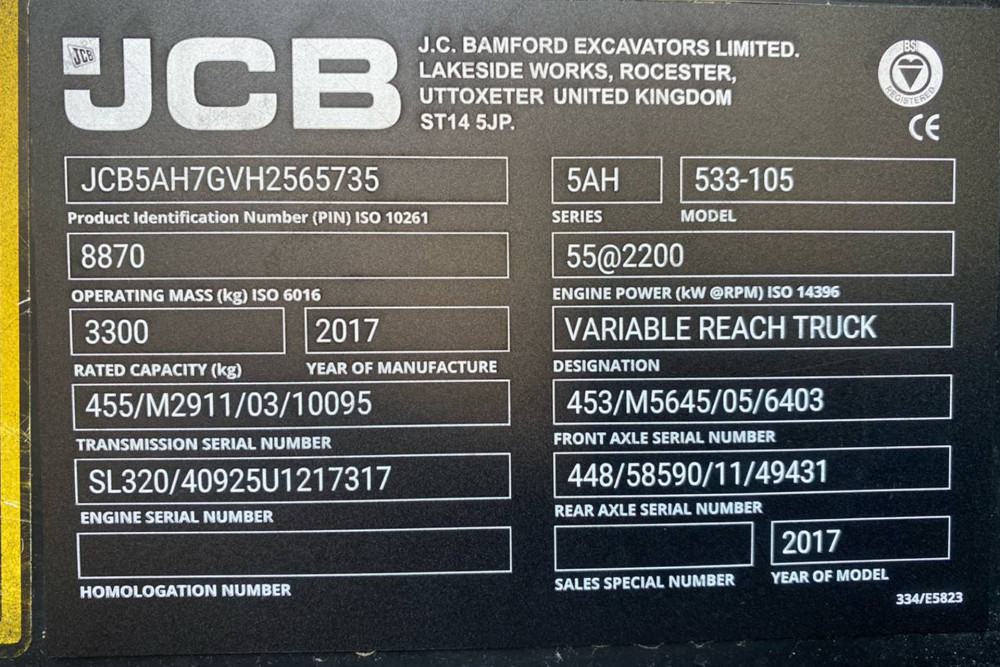 JCB
JCB
J.C. BAMFORD EXCAVATORS LIMITED.
LAKESIDE WORKS, ROCESTER,
UTTOXETER UNITED KINGDOM
ST14 5JP.
BSI
REGISTERED
CE
JCB5AH7GVH2565735
Product Identification Number (PIN) ISO 10261
5AH
SERIES
533-105
MODEL
8870
OPERATING MASS (kg) ISO 6016
55@2200
ENGINE POWER (kW @RPM) ISO 14396
3300
RATED CAPACITY (kg)
2017
YEAR OF MANUFACTURE
VARIABLE REACH TRUCK
DESIGNATION
455/M2911/03/10095
TRANSMISSION SERIAL NUMBER
453/M5645/05/6403
FRONT AXLE SERIAL NUMBER
SL320/40925U1217317
ENGINE SERIAL NUMBER
448/58590/11/49431
REAR AXLE SERIAL NUMBER
HOMOLOGATION NUMBER
SALES SPECIAL NUMBER
2017
YEAR OF MODEL
334/E5823